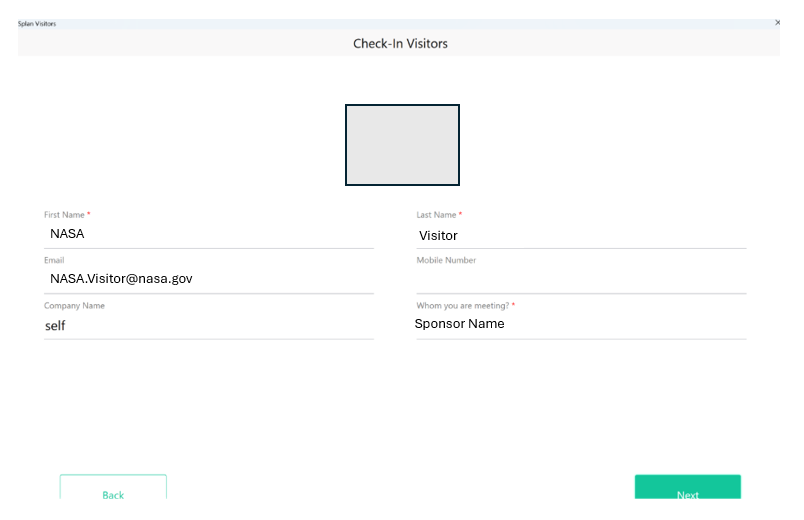 Splan Visitors
Check-In Visitors
First Name *
Last Name *
NASA
Visitor
Email
Mobile Number
NASA.Visitor@nasa.gov
Company Name
Whom you are meeting? *
self
Sponsor Name
Back
Next